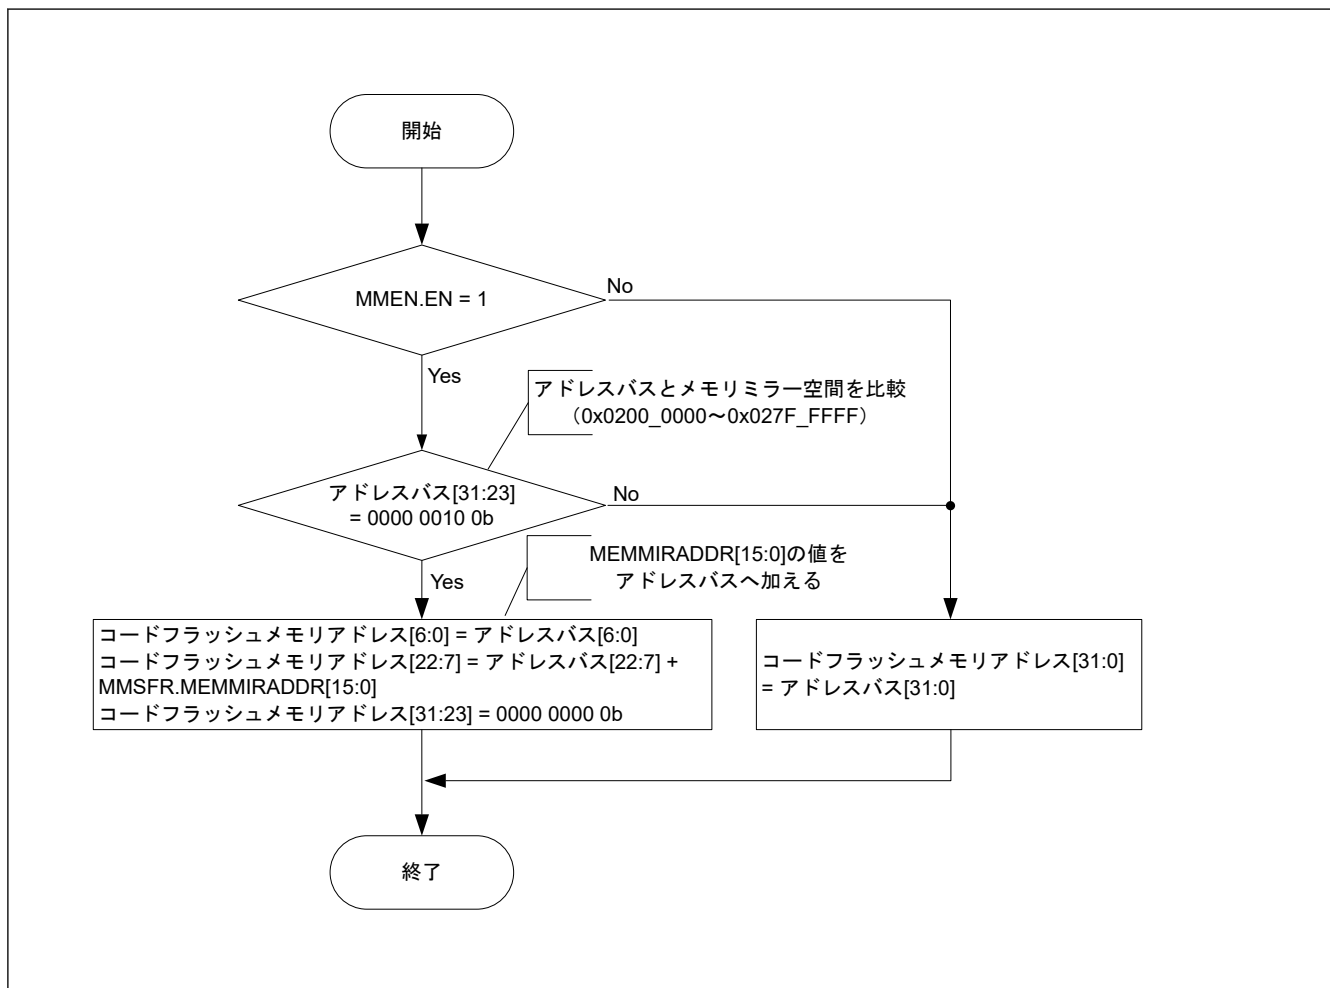 開始
MMEN.EN = 1
No
Yes
アドレスバスとメモリミラー空間を比較
（0x0200_0000～0x027F_FFFF）
アドレスバス[31:23]
= 0000 0010 0b
No
Yes
MEMMIRADDR[15:0]の値を
アドレスバスへ加える
コードフラッシュメモリアドレス[6:0] = アドレスバス[6:0]
コードフラッシュメモリアドレス[22:7] = アドレスバス[22:7] +
MMSFR.MEMMIRADDR[15:0]
コードフラッシュメモリアドレス[31:23] = 0000 0000 0b
コードフラッシュメモリアドレス[31:0]
= アドレスバス[31:0]
終了